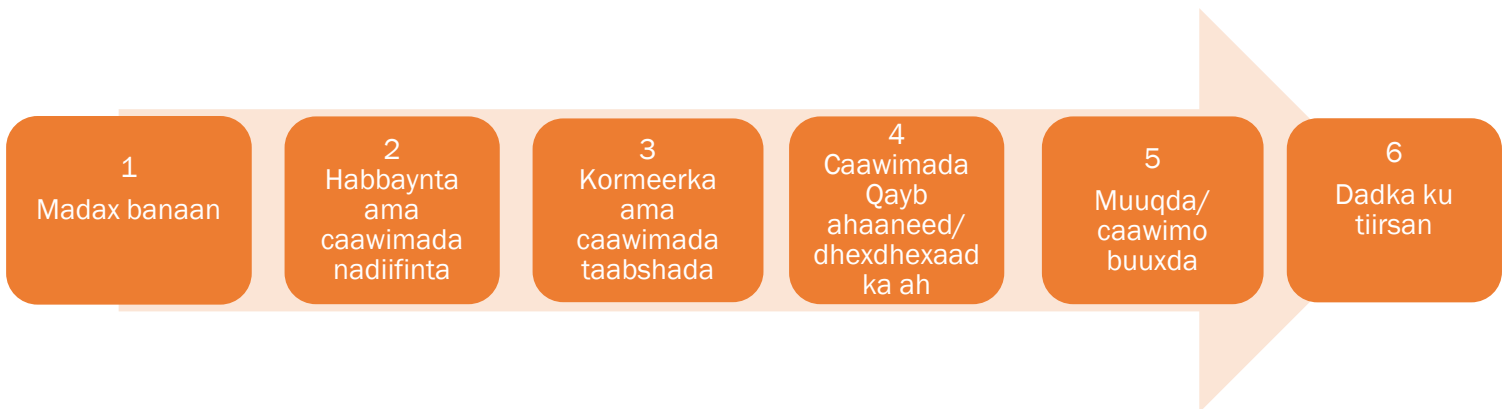 1
Madax banaan
2
Habbaynta
ama
caawimada
nadiifinta
3
Kormeerka
ama
caawimada
taabshada
4
Caawimada
Qayb
ahaaneed/
dhexdhexaad
ka ah
5
Muuqda/
caawimo
buuxda
6
Dadka ku
tiirsan